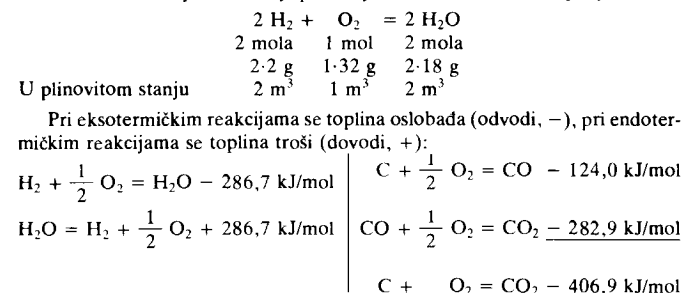 2 H₂ + O₂ = 2 H₂O
2 mola 1 mol 2 mola
2·2 g 1·32 g 2·18 g
U plinovitom stanju 2 m³ 1 m³ 2 m³
Pri eksotermičkim reakcijama se toplina oslobađa (odvodi, −), pri endoter-
mičkim reakcijama se toplina troši (dovodi, +):
H₂ + 1/2 O₂ = H₂O − 286,7 kJ/mol
H₂O = H₂ + 1/2 O₂ + 286,7 kJ/mol
C + 1/2 O₂ = CO − 124,0 kJ/mol
CO + 1/2 O₂ = CO₂ − 282,9 kJ/mol
C + O₂ = CO₂ − 406,9 kJ/mol